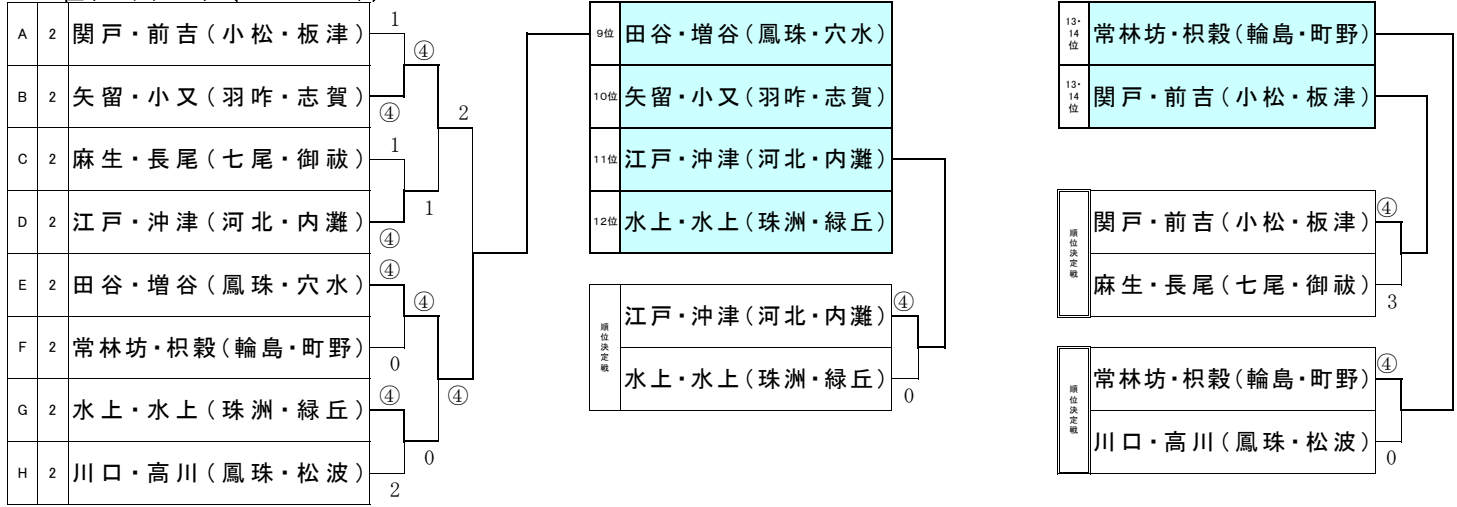 A 2 関戸・前吉(小松・板津) 1
④
B 2 矢留・小又(羽咋・志賀) ④
2
C 2 麻生・長尾(七尾・御祓) 1
1
D 2 江戸・沖津(河北・内灘) ④
E 2 田谷・増谷(鳳珠・穴水) ④
④
F 2 常林坊・枳穀(輪島・町野) 0
④
G 2 水上・水上(珠洲・緑丘) ④
0
H 2 川口・高川(鳳珠・松波) 2
9位 田谷・増谷(鳳珠・穴水)
10位 矢留・小又(羽咋・志賀)
11位 江戸・沖津(河北・内灘)
12位 水上・水上(珠洲・緑丘)
順位決定戦
江戸・沖津(河北・内灘) ④
水上・水上(珠洲・緑丘) 0
13・14位 常林坊・枳穀(輪島・町野)
13・14位 関戸・前吉(小松・板津)
順位決定戦
関戸・前吉(小松・板津) ④
麻生・長尾(七尾・御祓) 3
順位決定戦
常林坊・枳穀(輪島・町野) ④
川口・高川(鳳珠・松波) 0